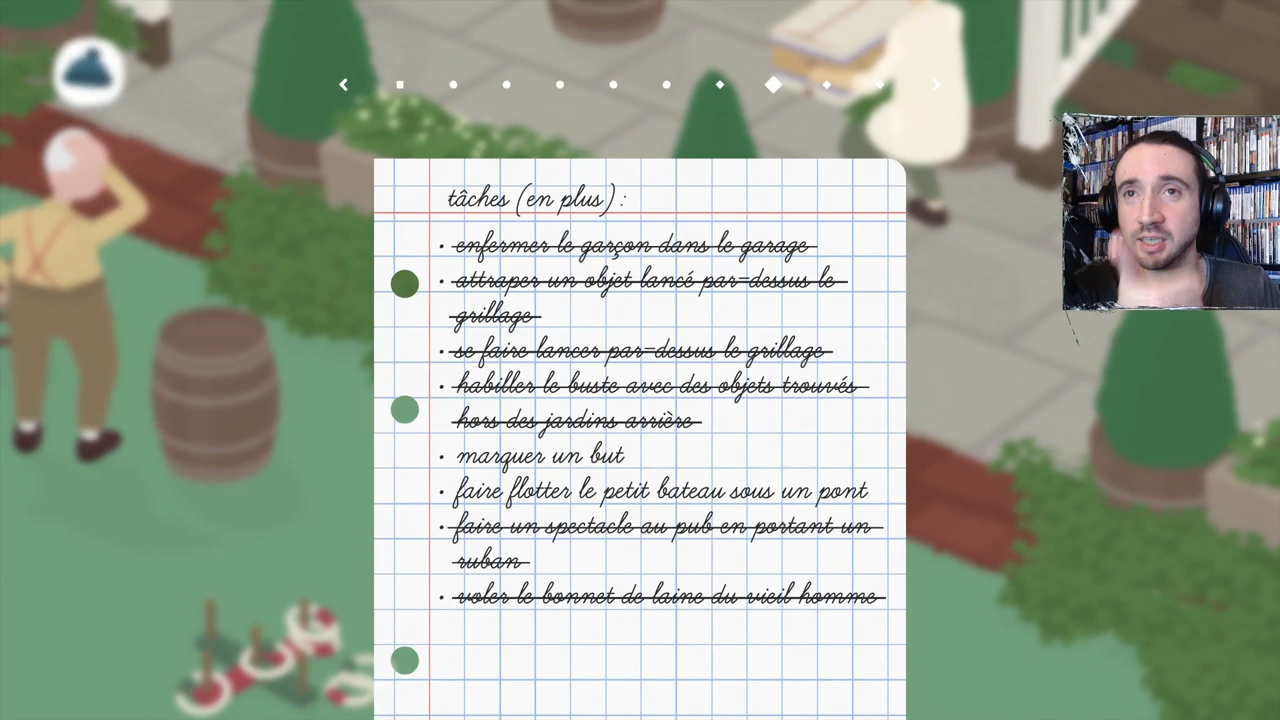 tâches (en plus) :
• enfermer le garçon dans le garage
• attraper un objet lancé par-dessus le
grillage
• se faire lancer par-dessus le grillage
• habiller le buste avec des objets trouvés
hors des jardins arrière
• marquer un but
• faire flotter le petit bateau sous un pont
• faire un spectacle au pub en portant un
ruban
• voler le bonnet de laine du vieil homme